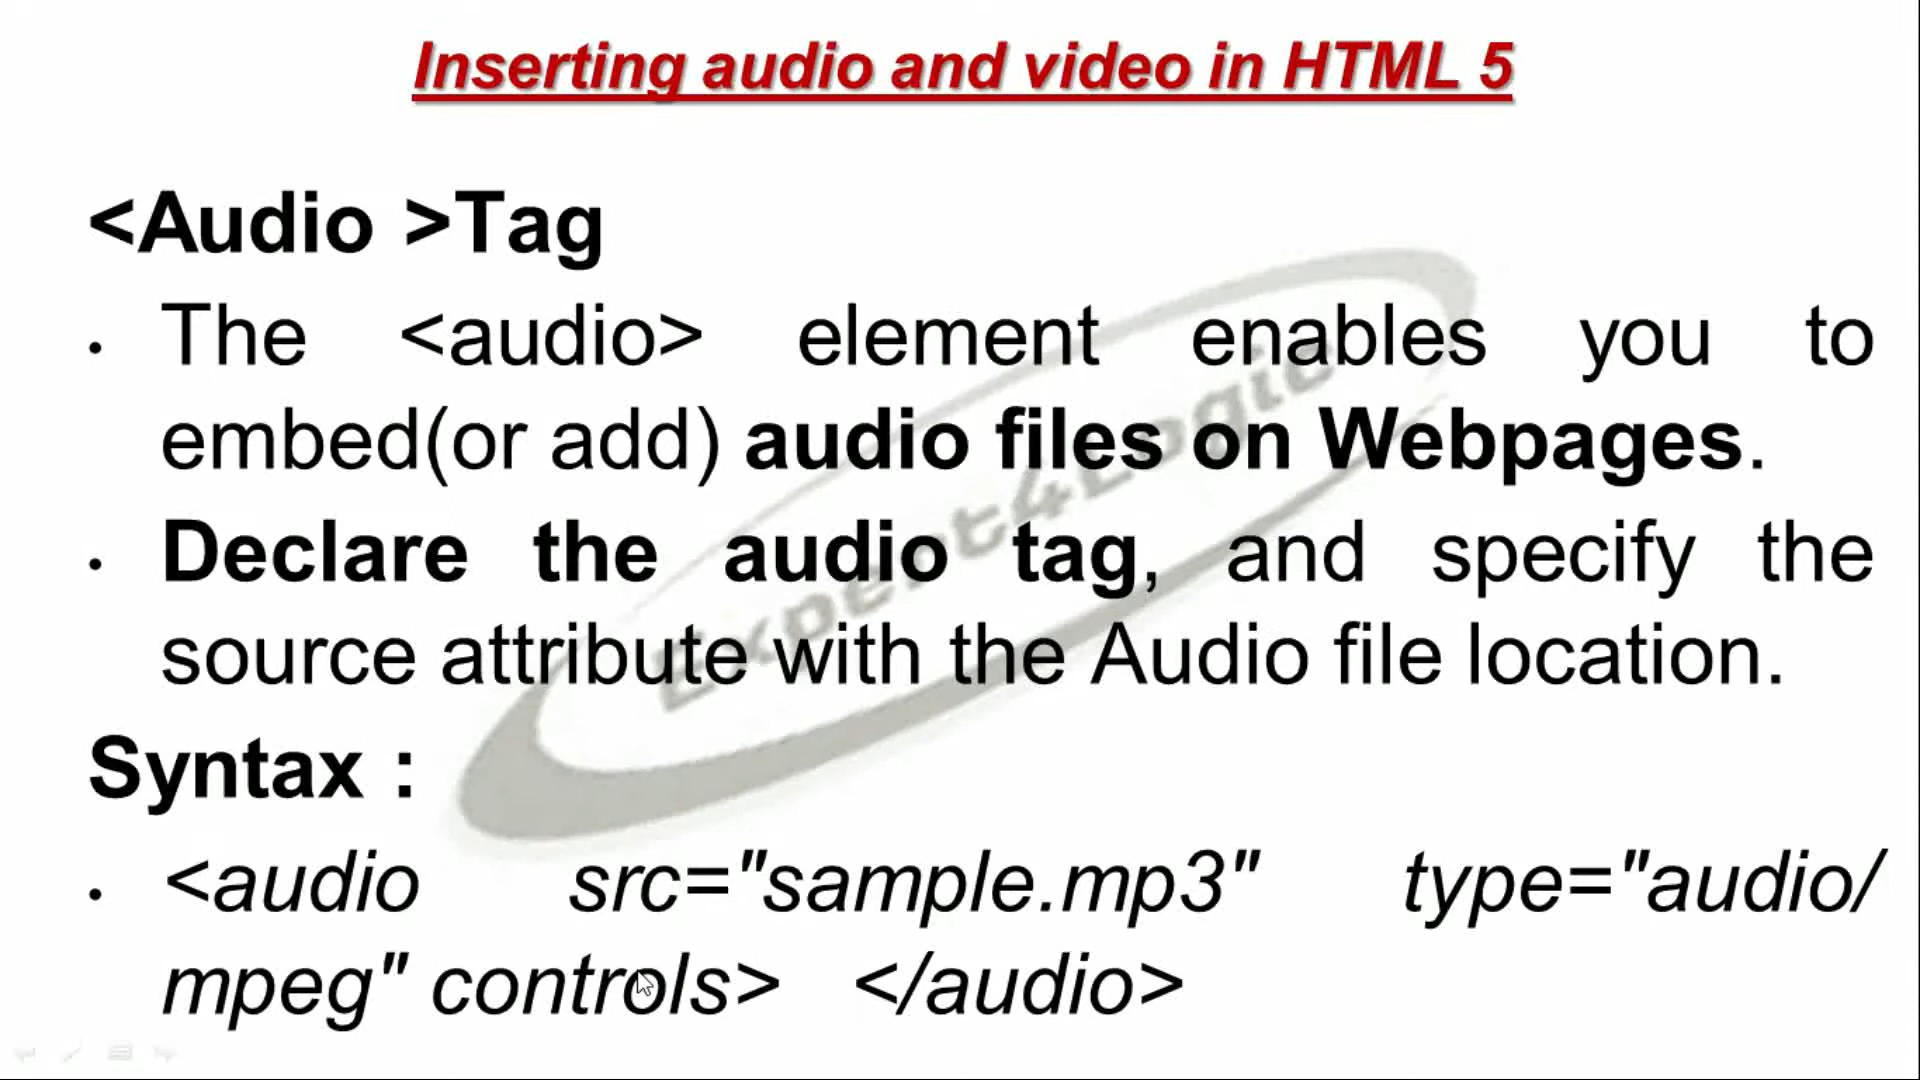 Inserting audio and video in HTML 5
<Audio >Tag
• The <audio> element enables you to
embed(or add) audio files on Webpages.
• Declare the audio tag, and specify the
source attribute with the Audio file location.
Syntax :
• <audio src="sample.mp3" type="audio/
mpeg" controls> </audio>
Expert4Logic